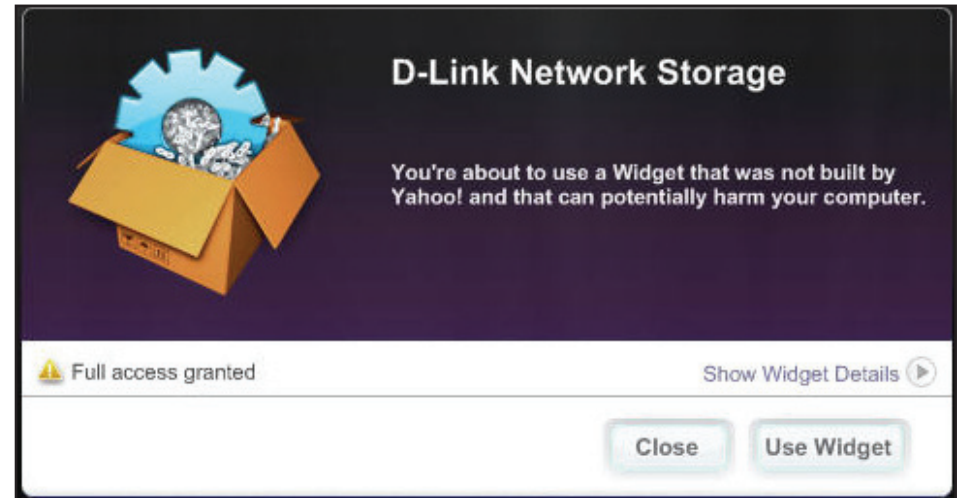 D-Link Network Storage
You're about to use a Widget that was not built by
Yahoo! and that can potentially harm your computer.
Full access granted
Show Widget Details
Close
Use Widget